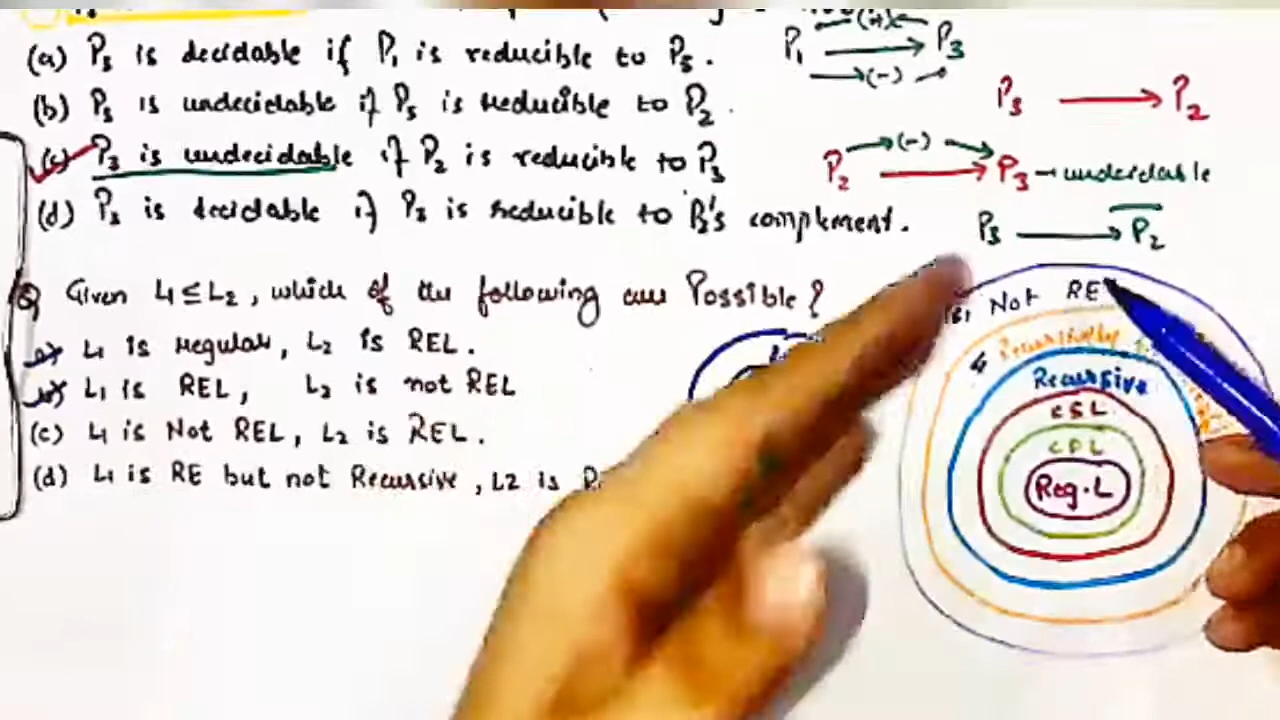 (a) P3 is decidable if P1 is reducible to P3.
(b) P3 is undecidable if P3 is reducible to P2.
(c) P3 is undecidable if P2 is reducible to P3
(d) P3 is decidable if P3 is reducible to P2's complement.
P1 → P3
(-)
P3 → P2
(-)
P2 → P3 → undecidable
P3 → P̅2̅
Q Given L1 ≤ L2, which of the following are Possible?
a) L1 is regular, L2 is REL.
b) L1 is REL, L2 is not REL
(c) L1 is Not REL, L2 is REL.
(d) L1 is RE but not Recursive, L2 is
Not RE
Recursively
Recursive
CSL
CFL
Reg.L